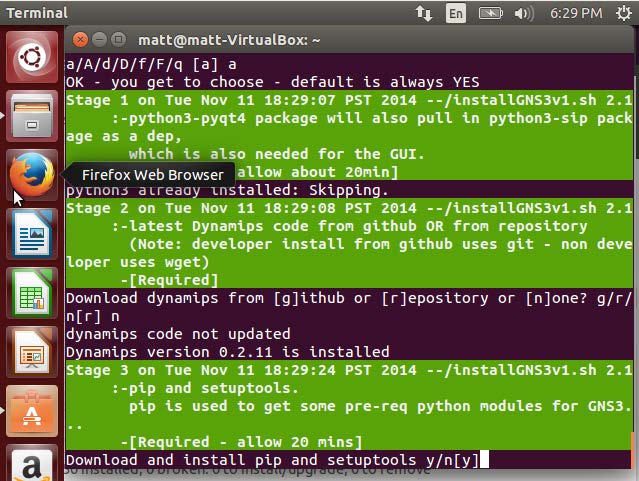 Terminal
En
6:29 PM
matt@matt-VirtualBox: ~
a/A/d/D/f/F/q [a] a
OK - you get to choose - default is always YES
Stage 1 on Tue Nov 11 18:29:07 PST 2014 --/installGNS3v1.sh 2.1
:-python3-pyqt4 package will also pull in python3-sip pack
age as a dep,
which is also needed for the GUI.
allow about 20min]
Firefox Web Browser
python3 already installed: Skipping.
Stage 2 on Tue Nov 11 18:29:08 PST 2014 --/installGNS3v1.sh 2.1
:-latest Dynamips code from github OR from repository
(Note: developer install from github uses git - non deve
loper uses wget)
-[Required]
Download dynamips from [g]ithub or [r]epository or [n]one? g/r/
n[r] n
dynamips code not updated
Dynamips version 0.2.11 is installed
Stage 3 on Tue Nov 11 18:29:24 PST 2014 --/installGNS3v1.sh 2.1
:-pip and setuptools.
pip is used to get some pre-req python modules for GNS3.
..
-[Required - allow 20 mins]
Download and install pip and setuptools y/n[y]